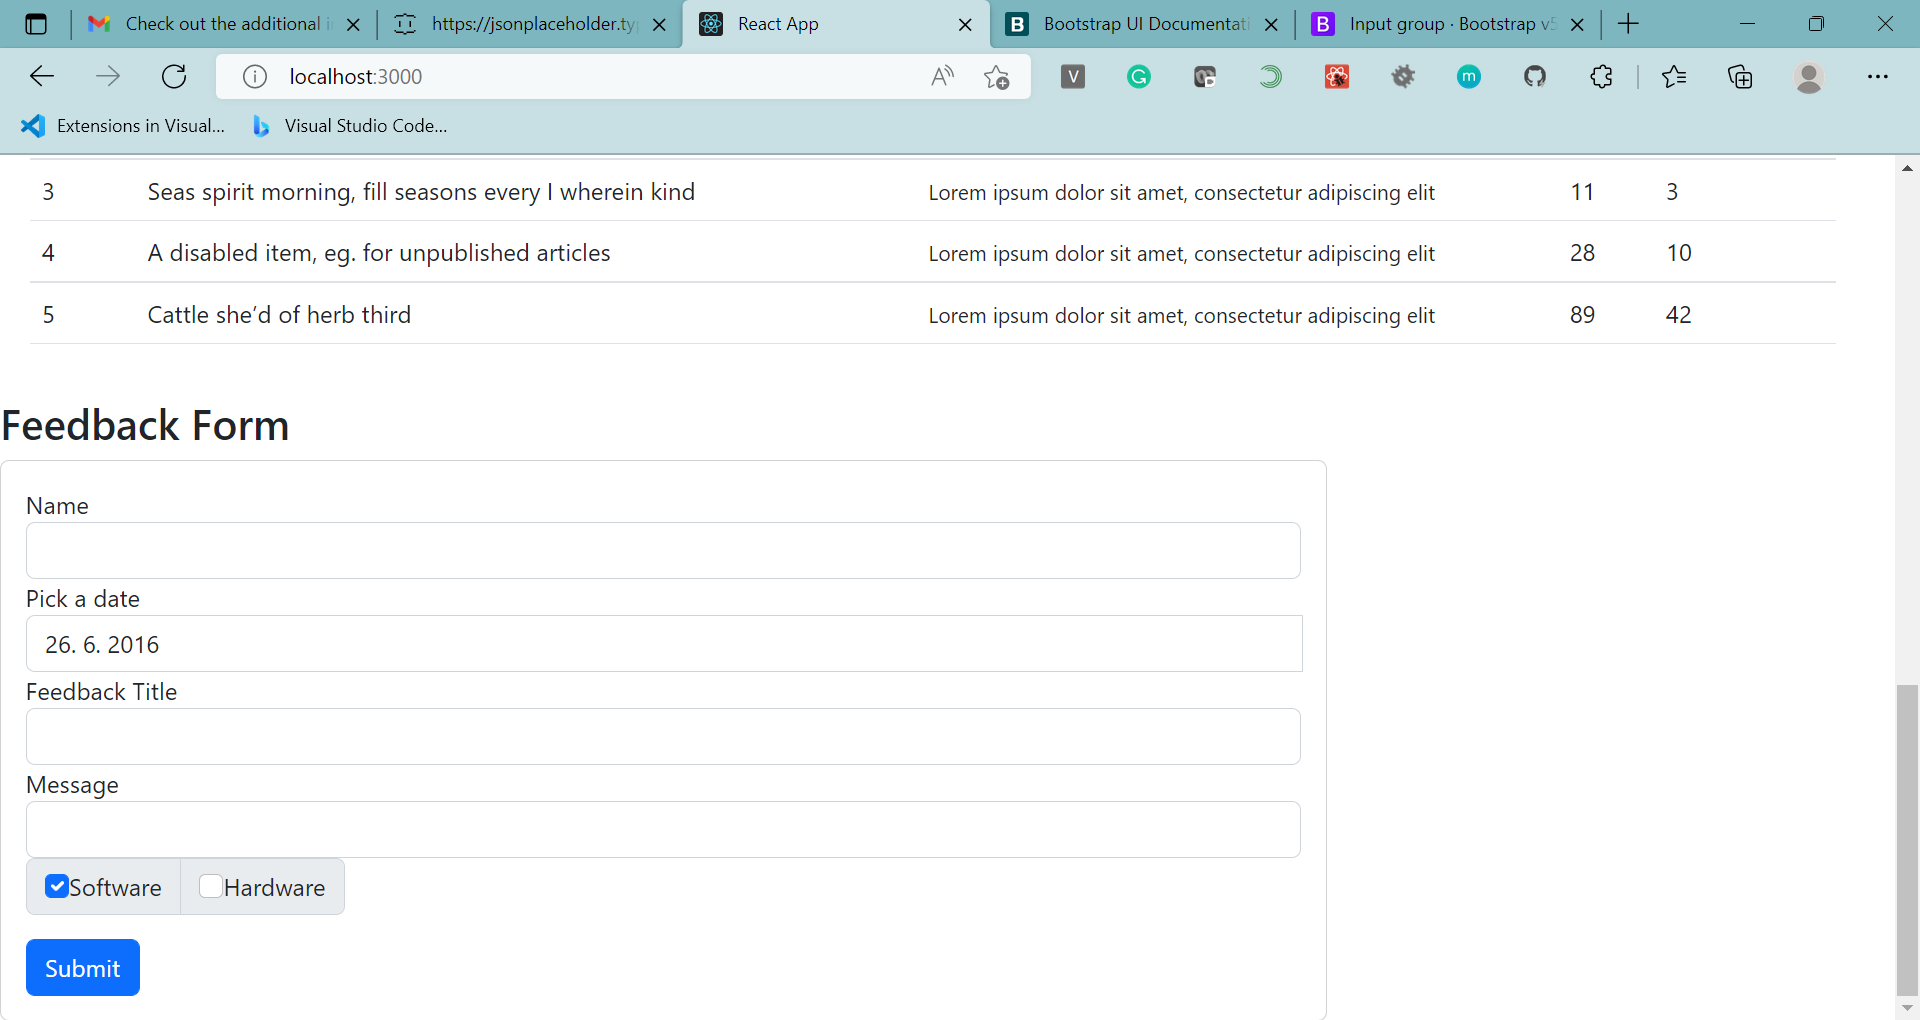 Check out the additional i
https://jsonplaceholder.ty
React App
Bootstrap UI Documentati
Input group · Bootstrap v5
localhost:3000
Extensions in Visual...
Visual Studio Code...
3 Seas spirit morning, fill seasons every I wherein kind Lorem ipsum dolor sit amet, consectetur adipiscing elit 11 3
4 A disabled item, eg. for unpublished articles Lorem ipsum dolor sit amet, consectetur adipiscing elit 28 10
5 Cattle she’d of herb third Lorem ipsum dolor sit amet, consectetur adipiscing elit 89 42
Feedback Form
Name
Pick a date
26. 6. 2016
Feedback Title
Message
Software Hardware
Submit